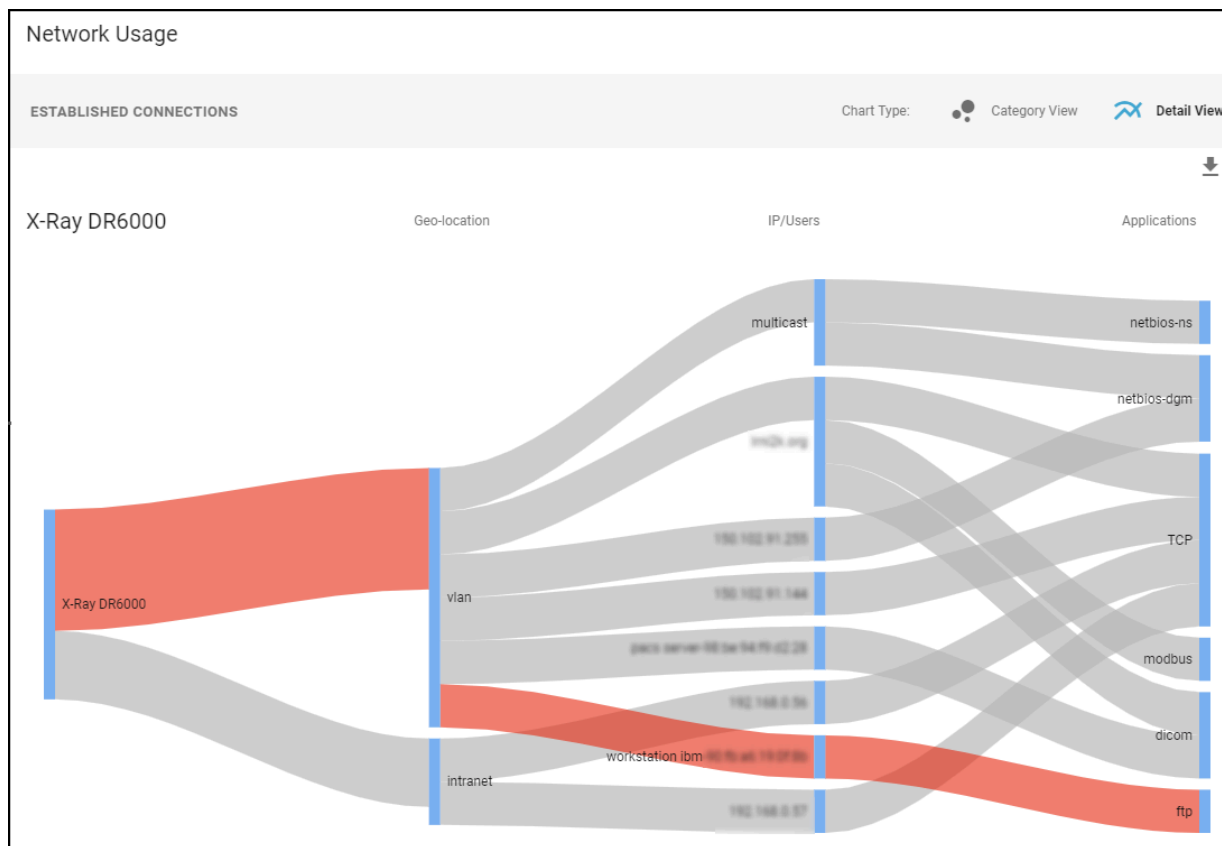 Network Usage
ESTABLISHED CONNECTIONS
Chart Type:
Category View
Detail View
X-Ray DR6000
Geo-location
IP/Users
Applications
multicast
netbios-ns
netbios-dgm
TCP
X-Ray DR6000
vlan
modbus
dicom
workstation ibm
intranet
ftp